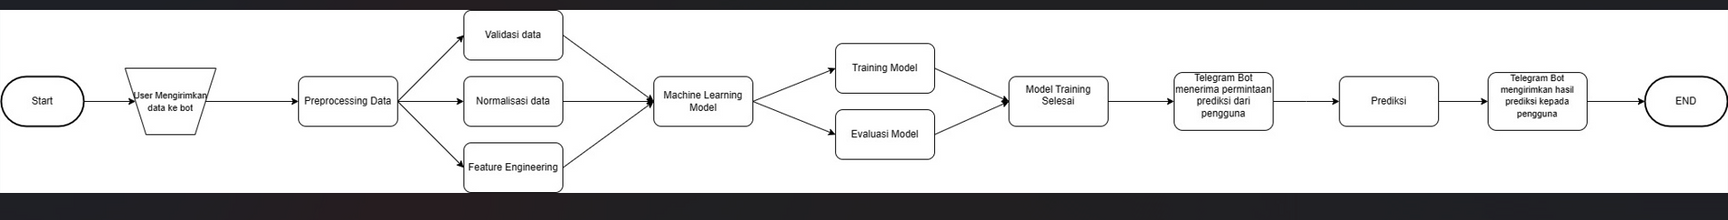 Start
User Mengirimkan
data ke bot
Preprocessing Data
Validasi data
Normalisasi data
Feature Engineering
Machine Learning
Model
Training Model
Evaluasi Model
Model Training
Selesai
Telegram Bot
menerima permintaan
prediksi dari
pengguna
Prediksi
Telegram Bot
mengirimkan hasil
prediksi kepada
pengguna
END